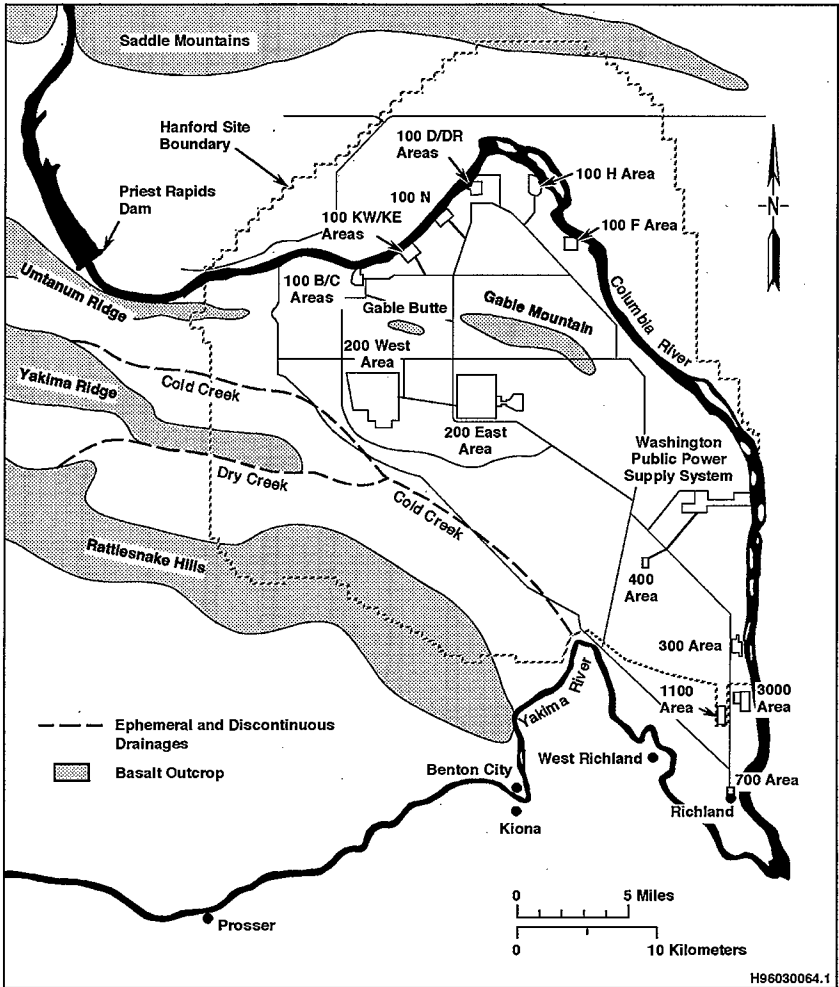 Saddle Mountains
Hanford Site
Boundary
100 D/DR
Areas
100 H Area
Priest Rapids
Dam
100 N
100 KW/KE
Areas
100 F Area
N
Umtanum Ridge
100 B/C
Areas
Gable Butte
Gable Mountain
Columbia River
200 West
Area
Yakima Ridge
Cold Creek
200 East
Area
Washington
Public Power
Supply System
Dry Creek
Cold Creek
Rattlesnake Hills
400
Area
300 Area
Yakima River
1100
Area
3000
Area
Ephemeral and Discontinuous
Drainages
Basalt Outcrop
Benton City
West Richland
700 Area
Richland
Kiona
Prosser
0 5 Miles
0 10 Kilometers
H96030064.1